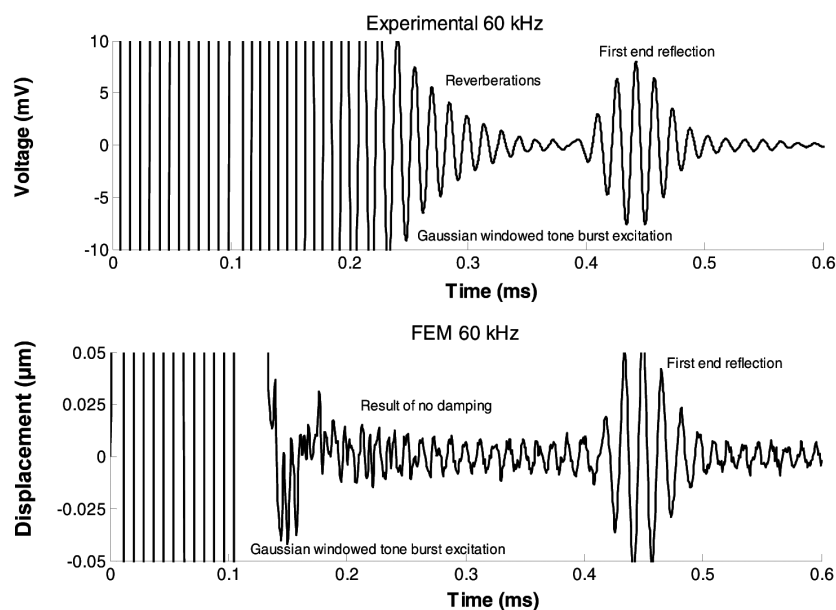 Experimental 60 kHz
10
5
0
-5
-10
Voltage (mV)
Reverberations
First end reflection
Gaussian windowed tone burst excitation
0 0.1 0.2 0.3 0.4 0.5 0.6
Time (ms)
FEM 60 kHz
0.05
0.025
0
-0.025
-0.05
Displacement (µm)
First end reflection
Result of no damping
Gaussian windowed tone burst excitation
0 0.1 0.2 0.3 0.4 0.5 0.6
Time (ms)